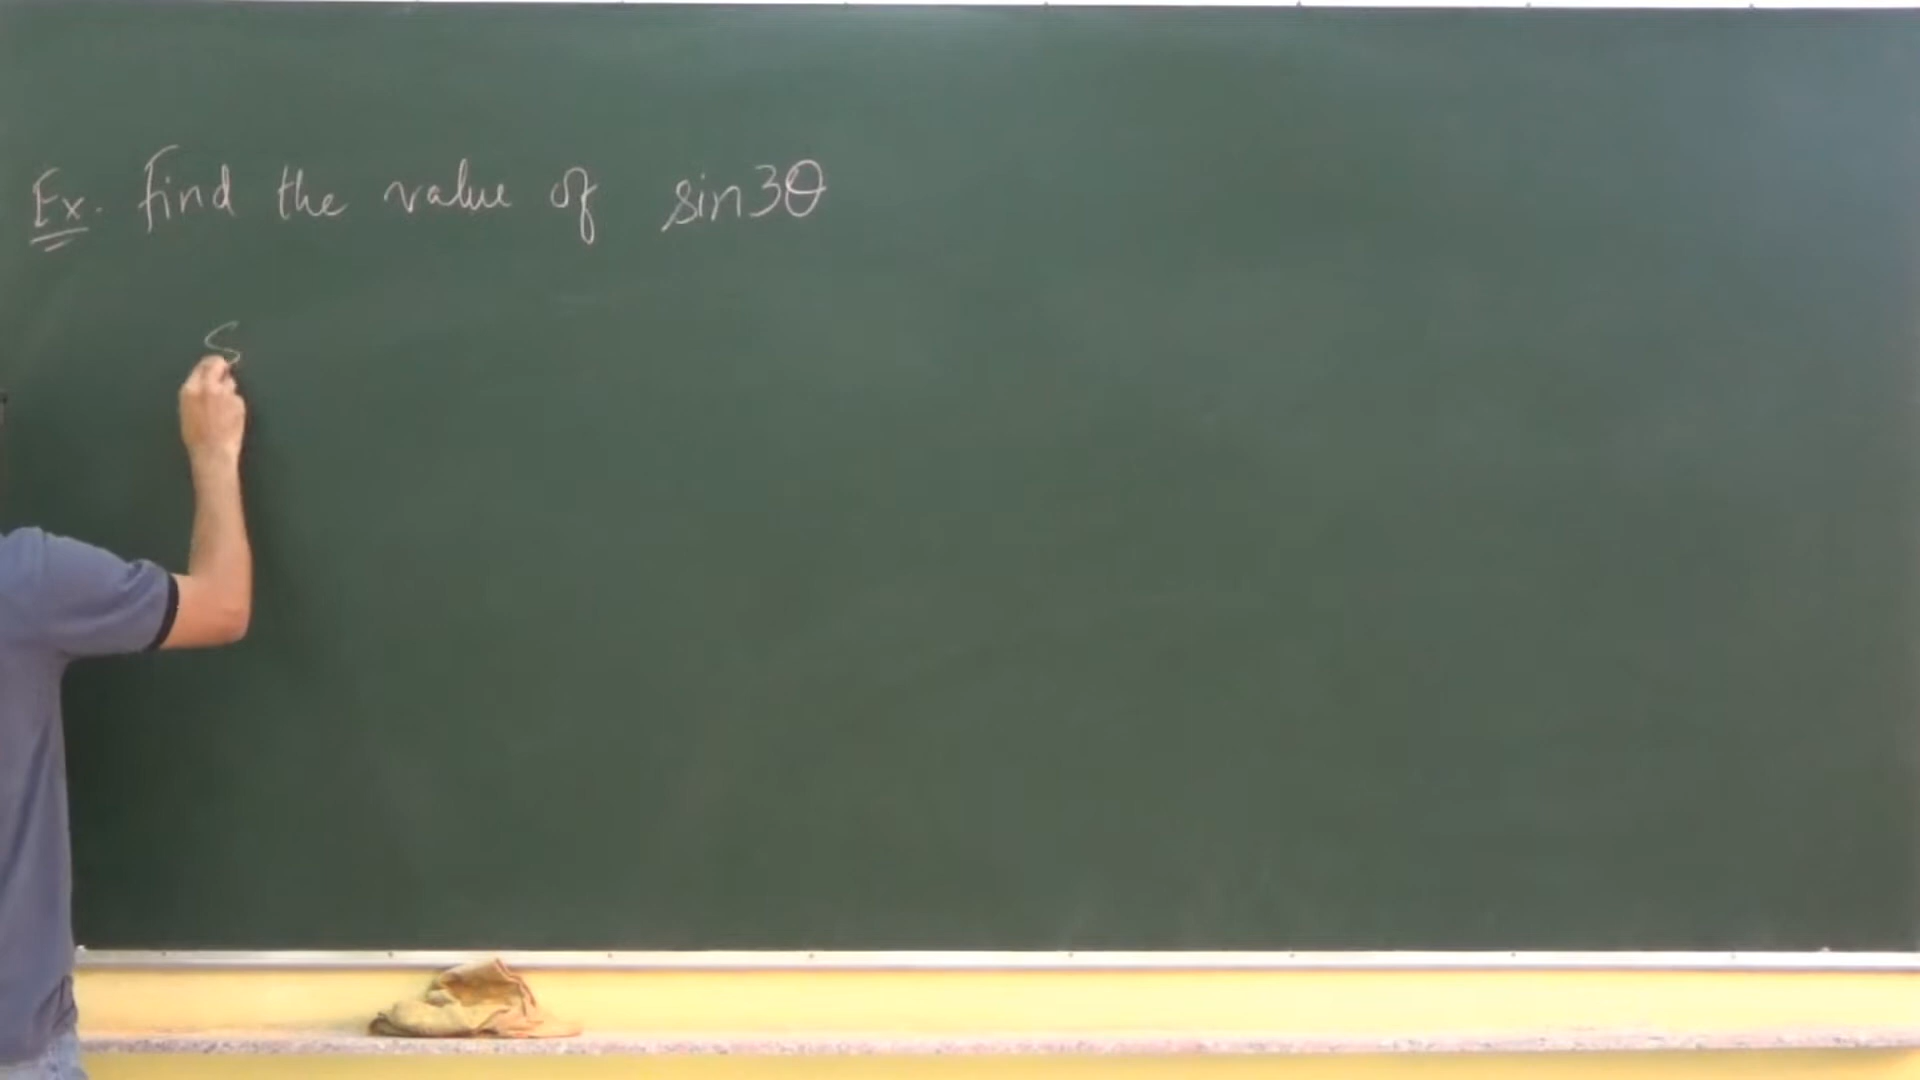 Ex. Find the value of sin3θ
S